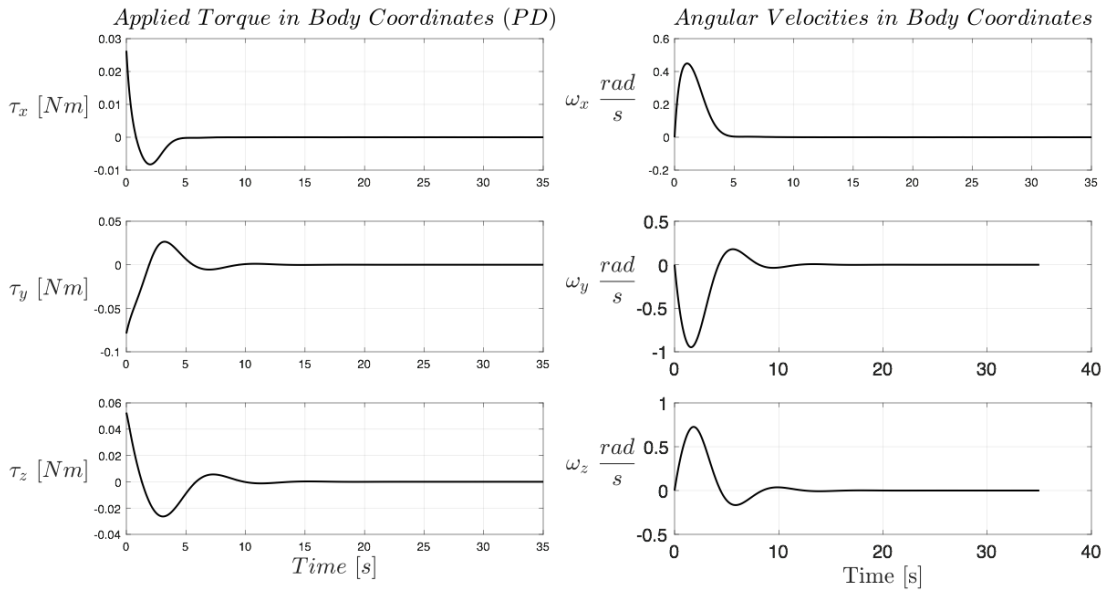 Applied Torque in Body Coordinates (PD)
0.03
0.02
0.01
0
-0.01
τx [Nm]
0 5 10 15 20 25 30 35
0.05
0
-0.05
-0.1
τy [Nm]
0 5 10 15 20 25 30 35
0.06
0.04
0.02
0
-0.02
-0.04
τz [Nm]
0 5 10 15 20 25 30 35
Time [s]
Angular Velocities in Body Coordinates
0.6
0.4
0.2
0
-0.2
ωx rad/s
0 5 10 15 20 25 30 35
0.5
0
-0.5
-1
ωy rad/s
0 10 20 30 40
1
0.5
0
-0.5
ωz rad/s
0 10 20 30 40
Time [s]